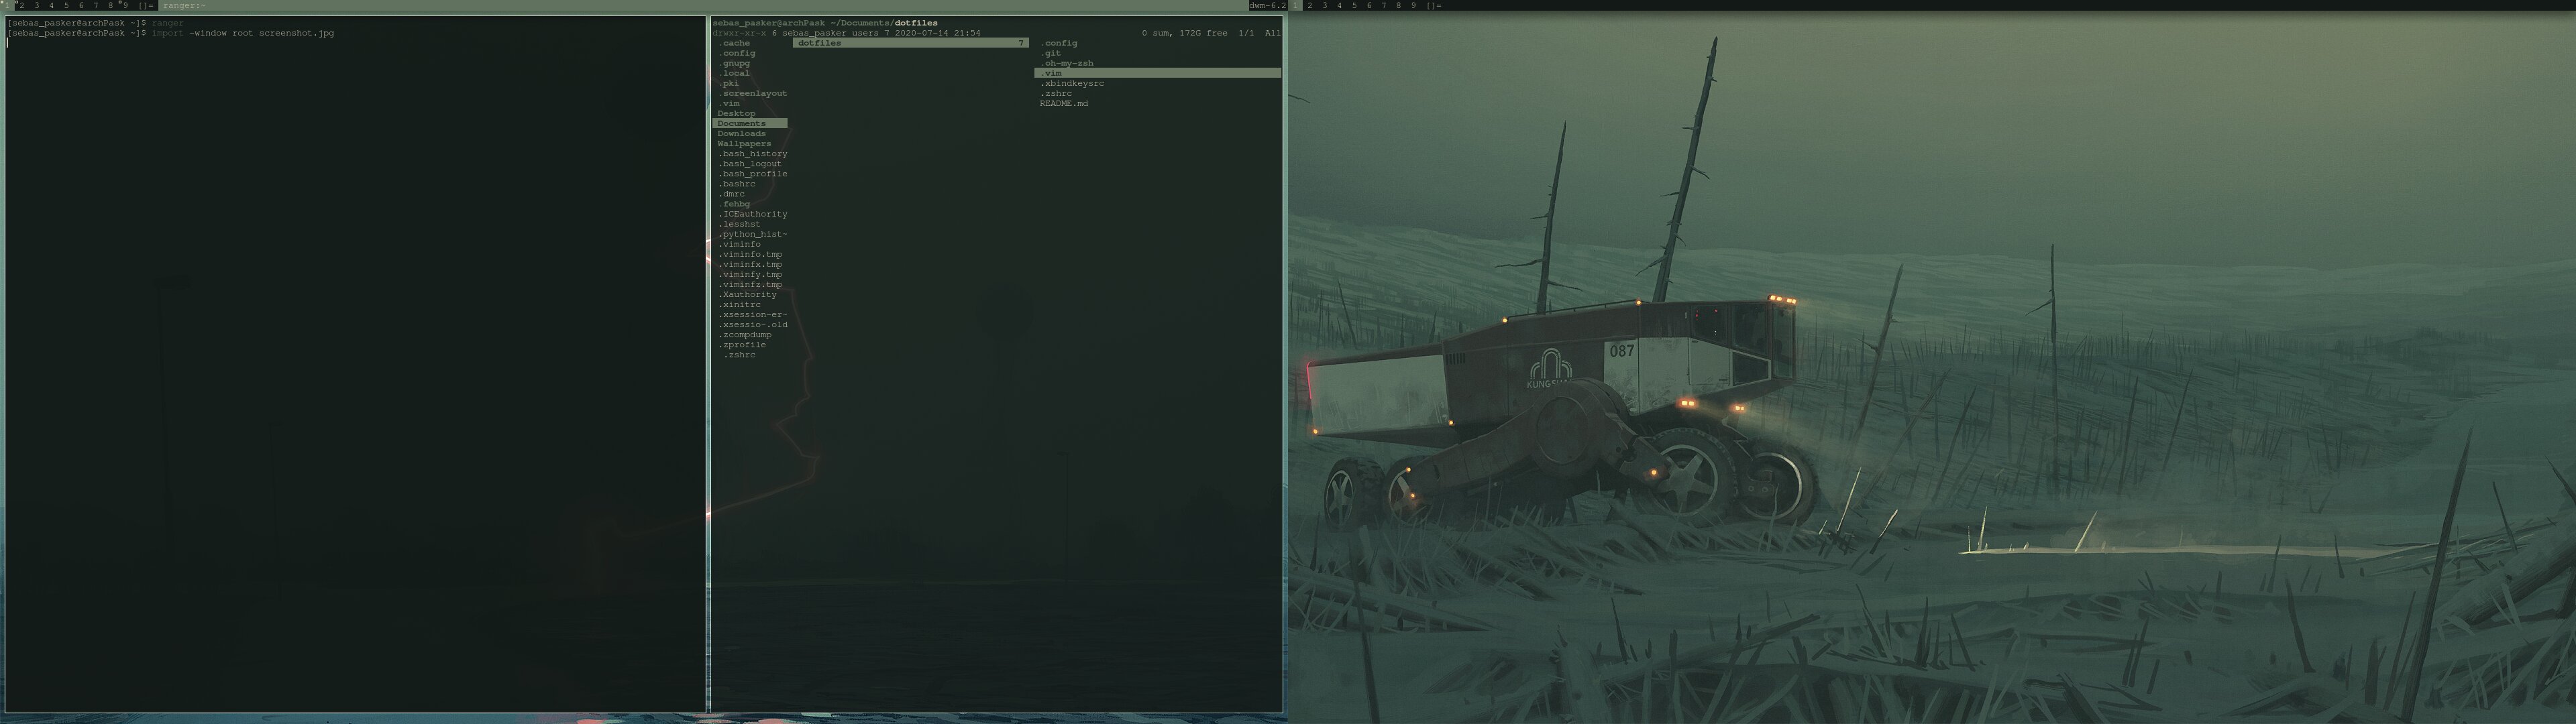 1 2 3 4 5 6 7 8 9 []= ranger:~ dwm-6.2
[sebas_pasker@archPask ~]$ ranger
[sebas_pasker@archPask ~]$ import -window root screenshot.jpg
sebas_pasker@archPask ~/Documents/dotfiles
drwxr-xr-x 6 sebas_pasker users 7 2020-07-14 21:54 0 sum, 172G free 1/1 All
.cache
.config
.gnupg
.local
.pki
.screenlayout
.vim
Desktop
Documents
Downloads
Wallpapers
.bash_history
.bash_logout
.bash_profile
.bashrc
.dmrc
.fehbg
.ICEauthority
.lesshst
.python_hist~
.viminfo
.viminfo.tmp
.viminfx.tmp
.viminfy.tmp
.viminfz.tmp
.Xauthority
.xinitrc
.xsession-er~
.xsessio~.old
.zcompdump
.zprofile
.zshrc
dotfiles 7
.config
.git
.oh-my-zsh
.vim
.xbindkeysrc
.zshrc
README.md
1 2 3 4 5 6 7 8 9 []=
087